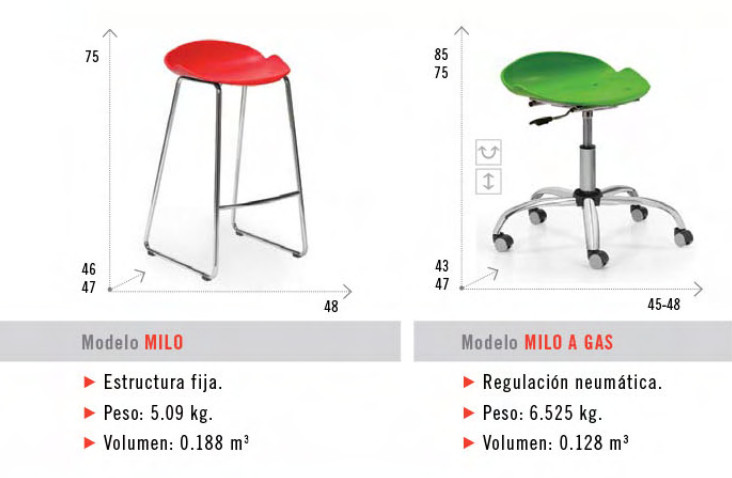 75
46
47
48
Modelo MILO
► Estructura fija.
► Peso: 5.09 kg.
► Volumen: 0.188 m³
85
75
43
47
45-48
Modelo MILO A GAS
► Regulación neumática.
► Peso: 6.525 kg.
► Volumen: 0.128 m³